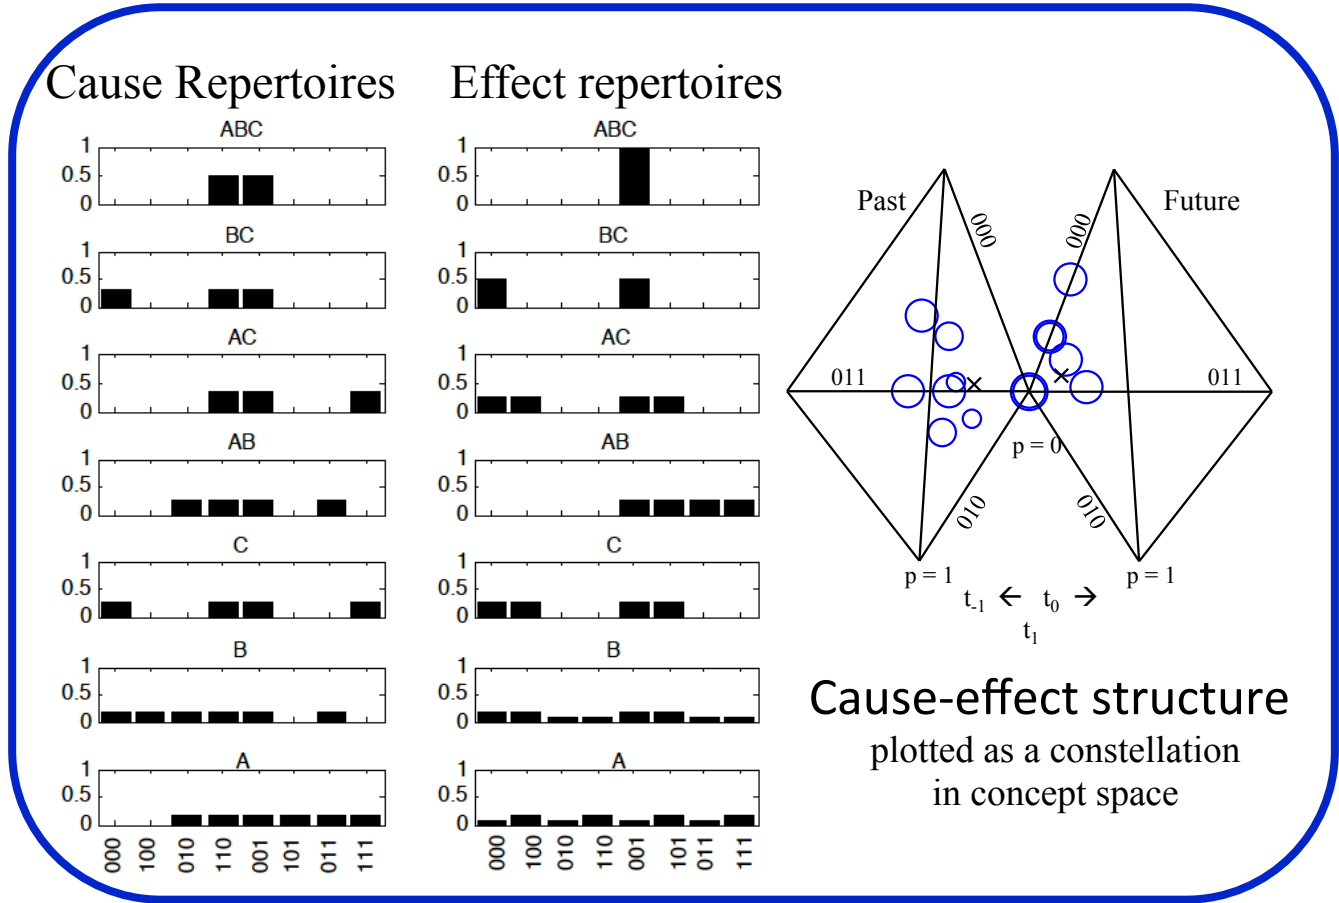 Cause Repertoires
ABC
1
0.5
0
BC
1
0.5
0
AC
1
0.5
0
AB
1
0.5
0
C
1
0.5
0
B
1
0.5
0
A
1
0.5
0
000 100 010 110 001 101 011 111
Effect repertoires
ABC
1
0.5
0
BC
1
0.5
0
AC
1
0.5
0
AB
1
0.5
0
C
1
0.5
0
B
1
0.5
0
A
1
0.5
0
000 100 010 110 001 101 011 111
Past
Future
000
000
011
011
p = 0
010
010
p = 1
p = 1
t-1 ← t0 →
t1
Cause-effect structure
plotted as a constellation
in concept space